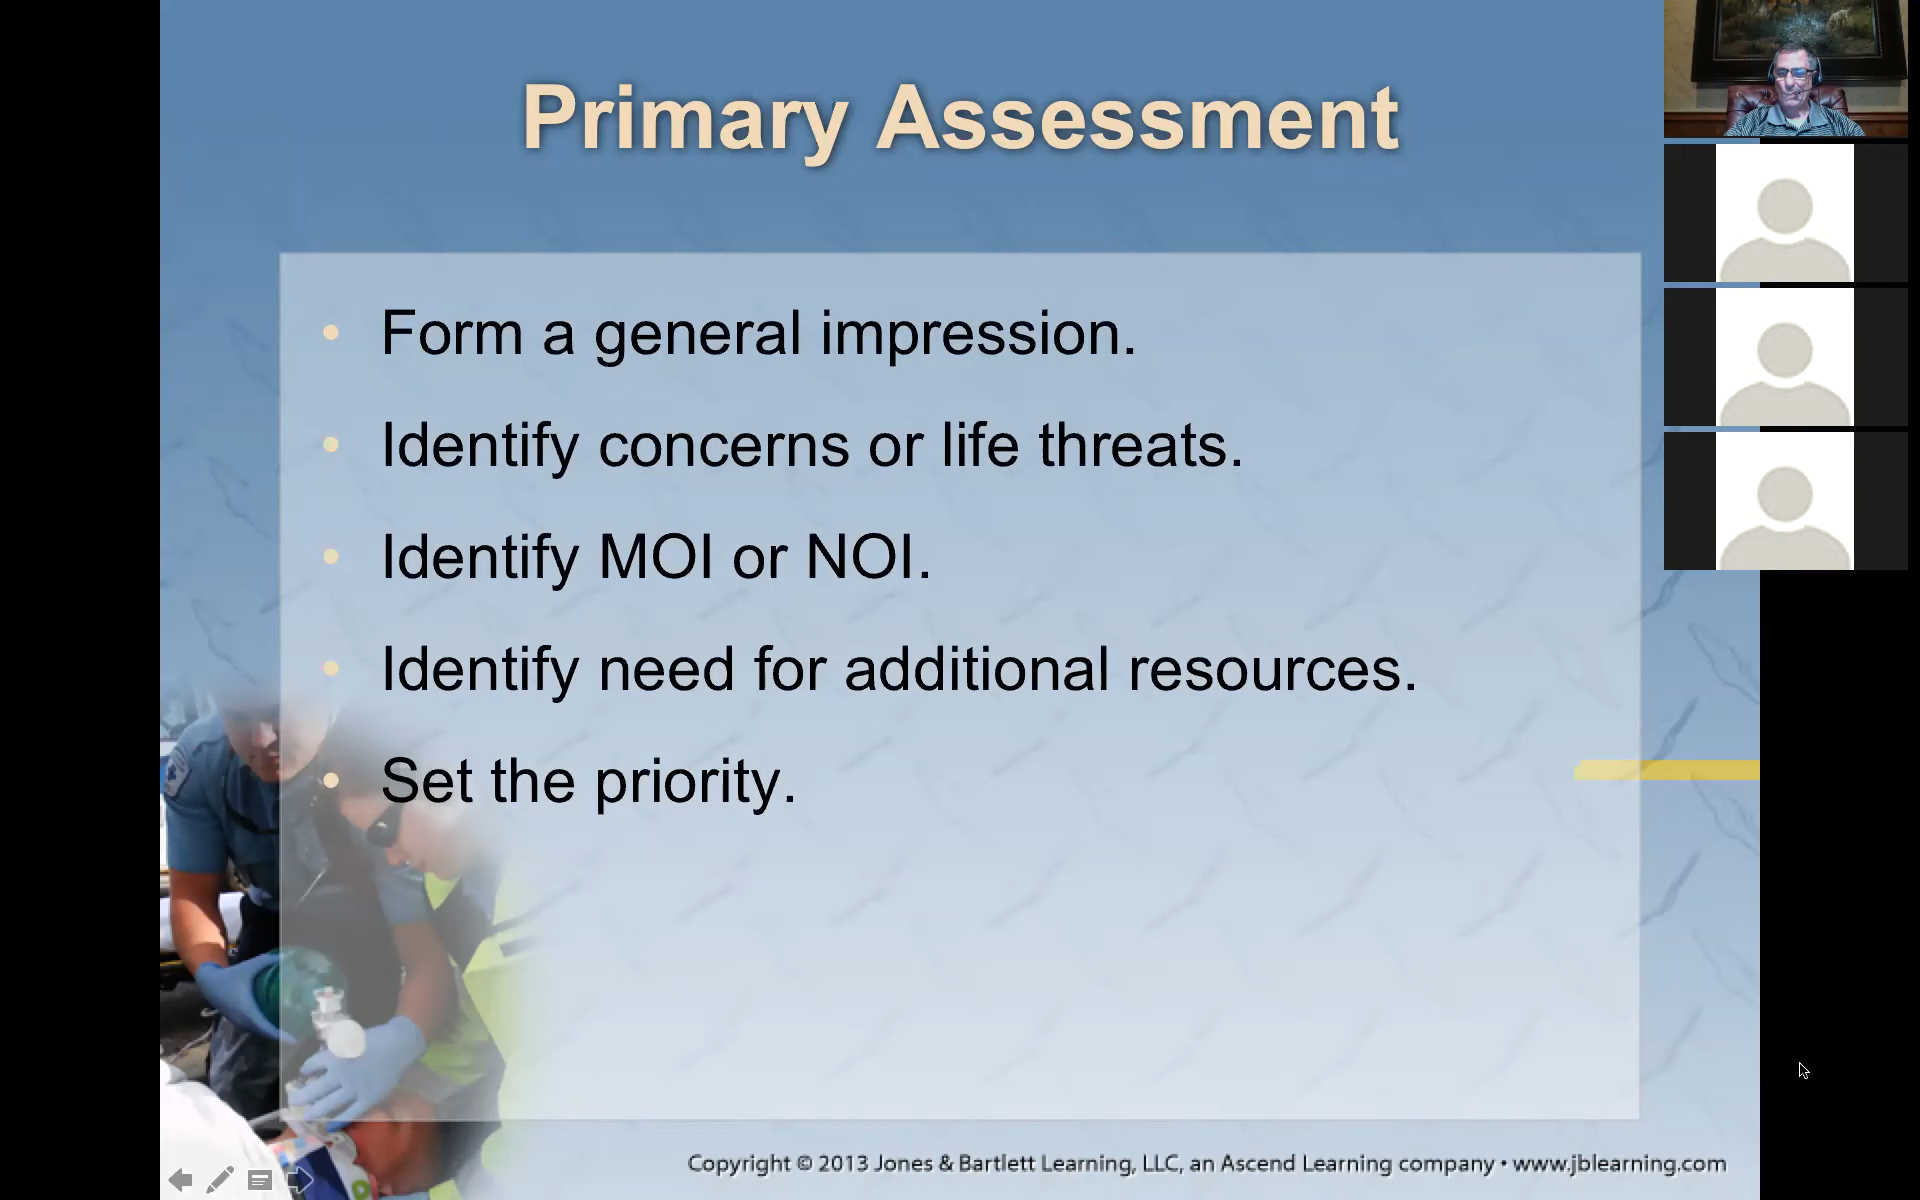 Primary Assessment
• Form a general impression.
• Identify concerns or life threats.
• Identify MOI or NOI.
• Identify need for additional resources.
• Set the priority.
Copyright © 2013 Jones & Bartlett Learning, LLC, an Ascend Learning company • www.jblearning.com